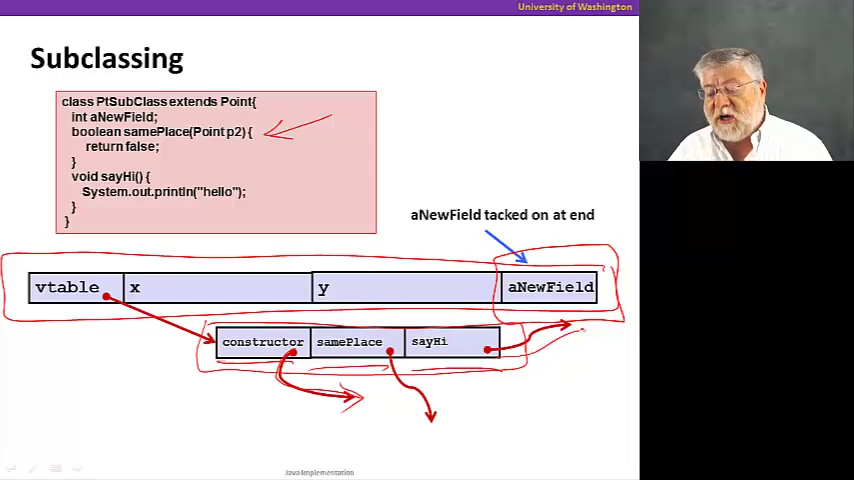 University of Washington
Subclassing
class PtSubClass extends Point{
int aNewField;
boolean samePlace(Point p2) {
return false;
}
void sayHi() {
System.out.println("hello");
}
}
aNewField tacked on at end
vtable x y aNewField
constructor samePlace sayHi
Java Implementation